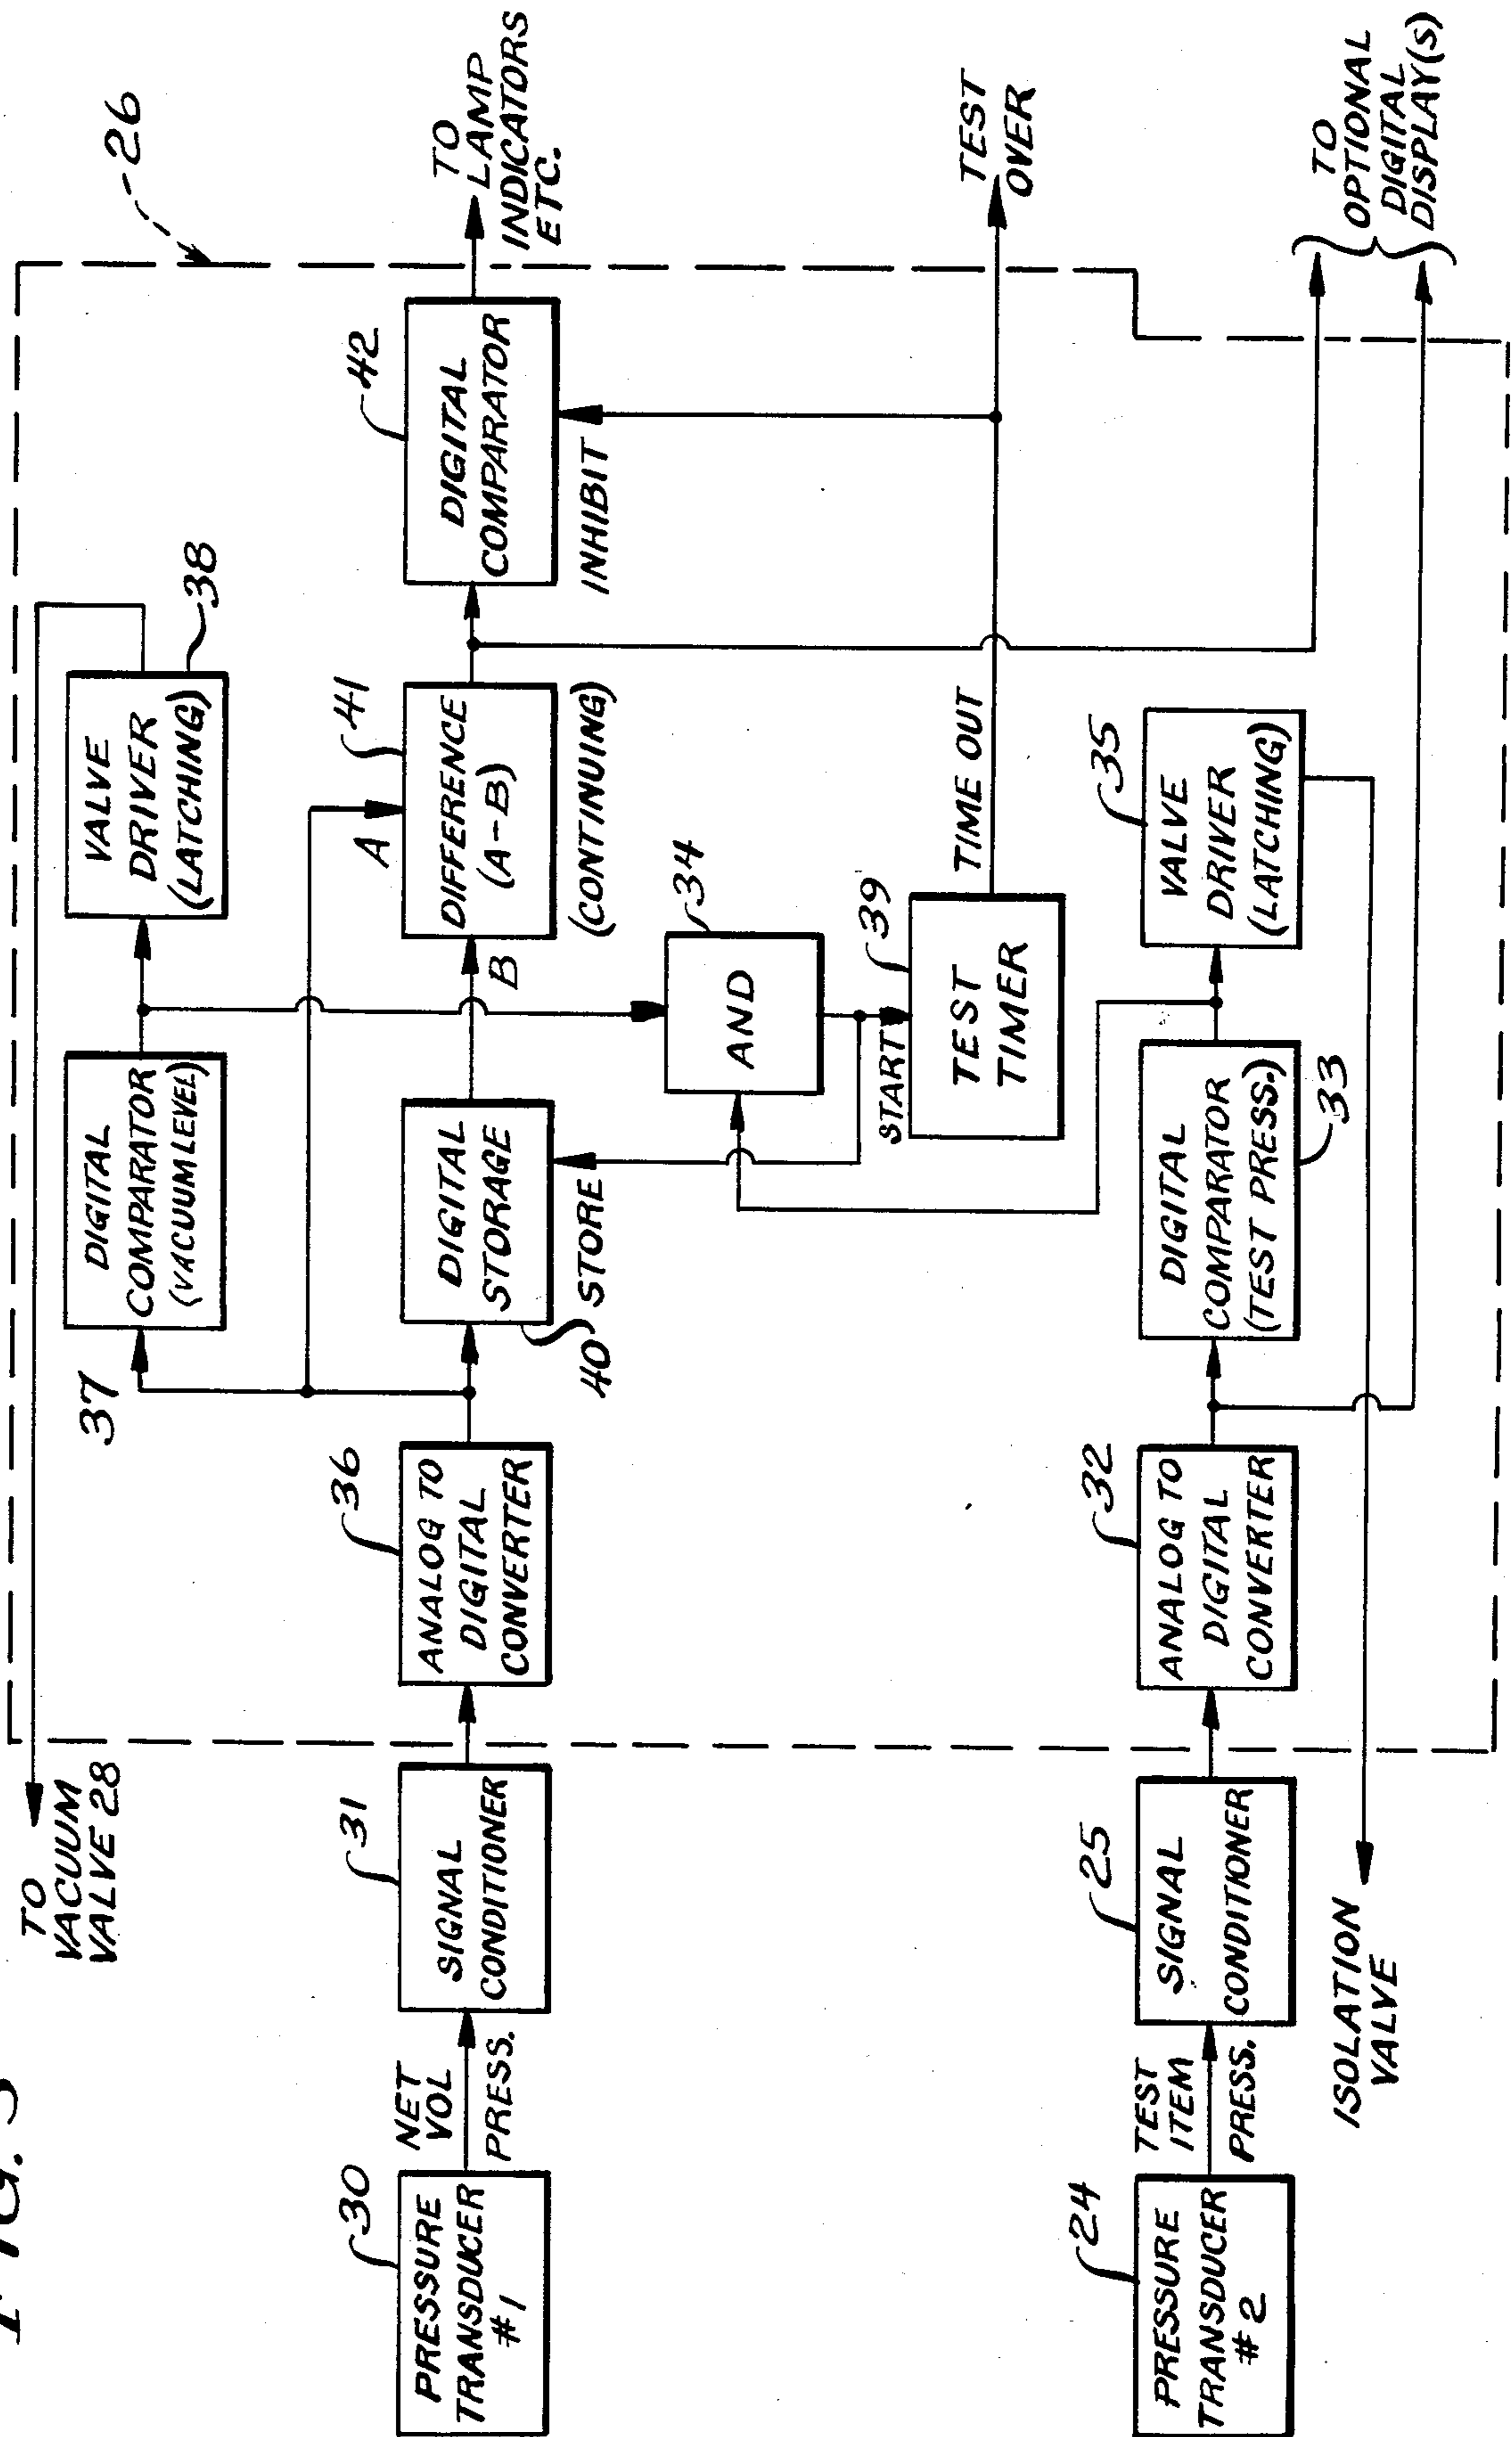 FIG. 3
TO
VACUUM
VALVE 28
26
37
DIGITAL
COMPARATOR
(VACUUM LEVEL)
VALVE
DRIVER
(LATCHING)
38
30
PRESSURE
TRANSDUCER
#1
NET
VOL
PRESS.
31
SIGNAL
CONDITIONER
36
ANALOG TO
DIGITAL
CONVERTER
40
DIGITAL
STORAGE
STORE
A
B
41
DIFFERENCE
(A-B)
(CONTINUING)
42
DIGITAL
COMPARATOR
INHIBIT
TO
LAMP
INDICATORS
ETC.
34
AND
START
39
TEST
TIMER
TIME OUT
TEST
OVER
24
PRESSURE
TRANSDUCER
#2
TEST
ITEM
PRESS.
25
SIGNAL
CONDITIONER
32
ANALOG TO
DIGITAL
CONVERTER
DIGITAL
COMPARATOR
(TEST PRESS.)
33
35
VALVE
DRIVER
(LATCHING)
TO
OPTIONAL
DIGITAL
DISPLAY(S)
ISOLATION
VALVE